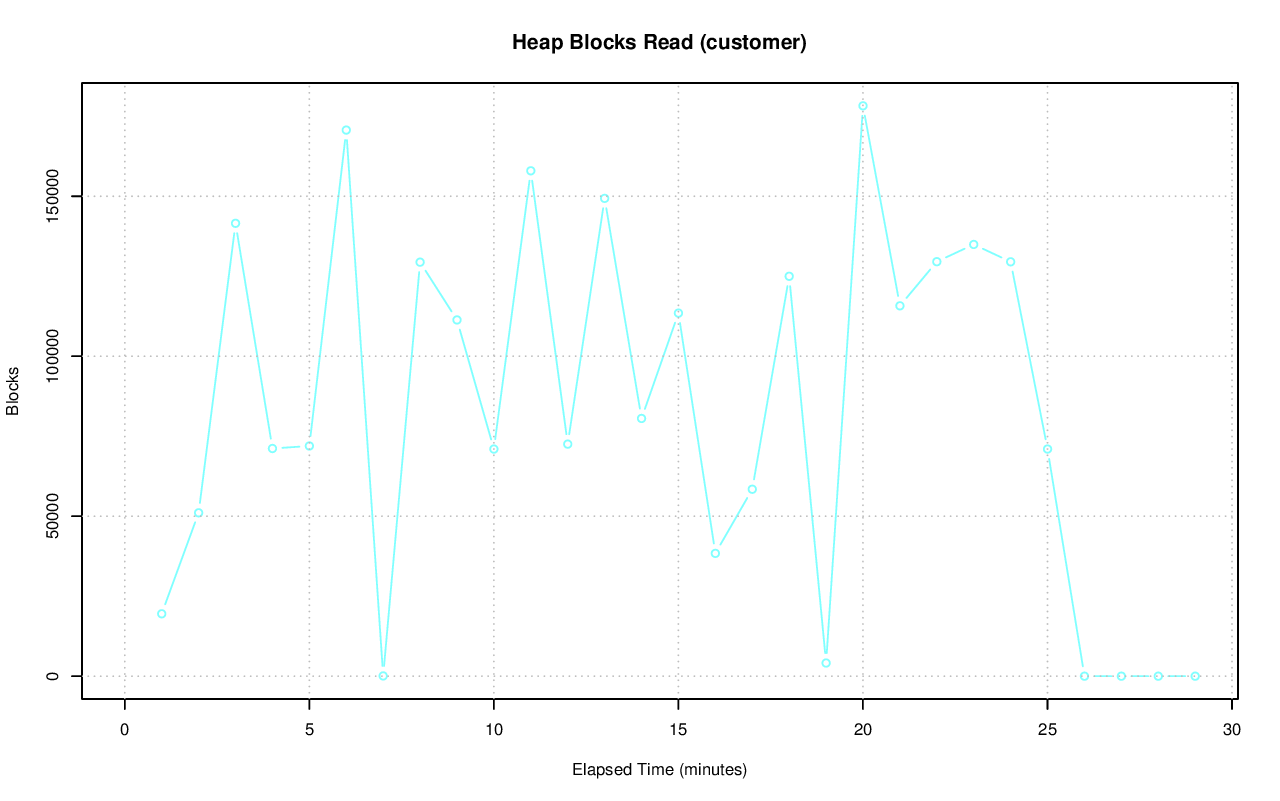 Heap Blocks Read (customer)
Blocks
150000
100000
50000
0
0 5 10 15 20 25 30
Elapsed Time (minutes)